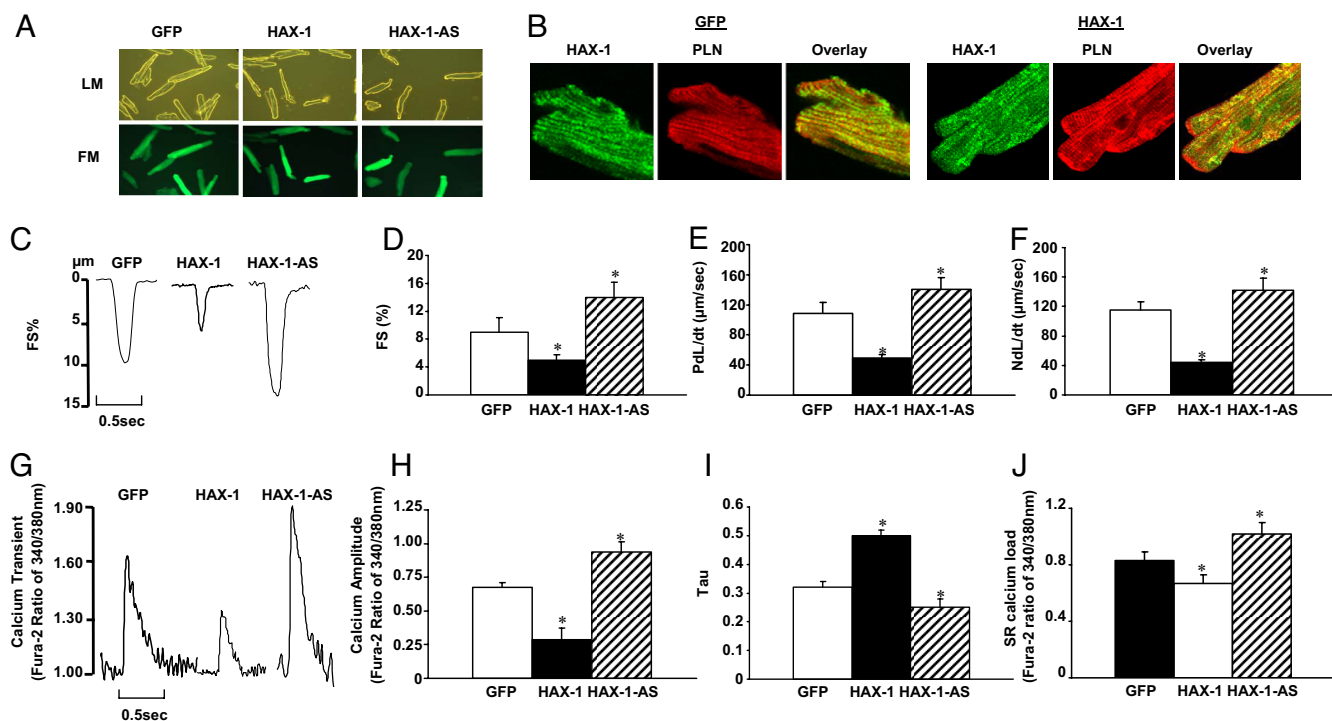 A
GFP HAX-1 HAX-1-AS
LM
FM
B
GFP HAX-1
HAX-1 PLN Overlay HAX-1 PLN Overlay
C
µm GFP HAX-1 HAX-1-AS
0
5
10
15
FS%
0.5sec
D
FS (%)
16
12
8
4
0
GFP HAX-1 HAX-1-AS
* *
E
PdL/dt (µm/sec)
200
160
120
80
40
0
GFP HAX-1 HAX-1-AS
* *
F
NdL/dt (µm/sec)
200
160
120
80
40
0
GFP HAX-1 HAX-1-AS
* *
G
Calcium Transient
(Fura-2 Ratio of 340/380nm)
1.90
1.60
1.30
1.00
GFP HAX-1 HAX-1-AS
0.5sec
H
Calcium Amplitude
(Fura-2 Ratio of 340/380nm)
1.25
1.00
0.75
0.50
0.25
0
GFP HAX-1 HAX-1-AS
* *
I
Tau
0.6
0.5
0.4
0.3
0.2
0.1
0
GFP HAX-1 HAX-1-AS
* *
J
SR calcium load
(Fura-2 ratio of 340/380nm)
1.2
0.8
0.4
0
GFP HAX-1 HAX-1-AS
* *